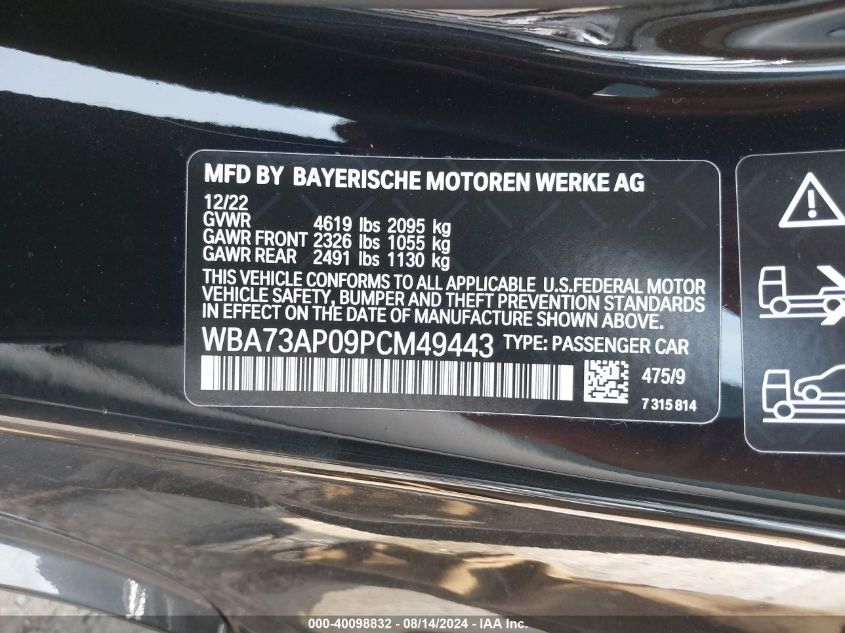 MFD BY BAYERISCHE MOTOREN WERKE AG
12/22
GVWR 4619 lbs 2095 kg
GAWR FRONT 2326 lbs 1055 kg
GAWR REAR 2491 lbs 1130 kg
THIS VEHICLE CONFORMS TO ALL APPLICABLE U.S.FEDERAL MOTOR
VEHICLE SAFETY, BUMPER AND THEFT PREVENTION STANDARDS
IN EFFECT ON THE DATE OF MANUFACTURE SHOWN ABOVE.
WBA73AP09PCM49443 TYPE: PASSENGER CAR
475/9
7 315 814
000-40098832 - 08/14/2024 - IAA Inc.